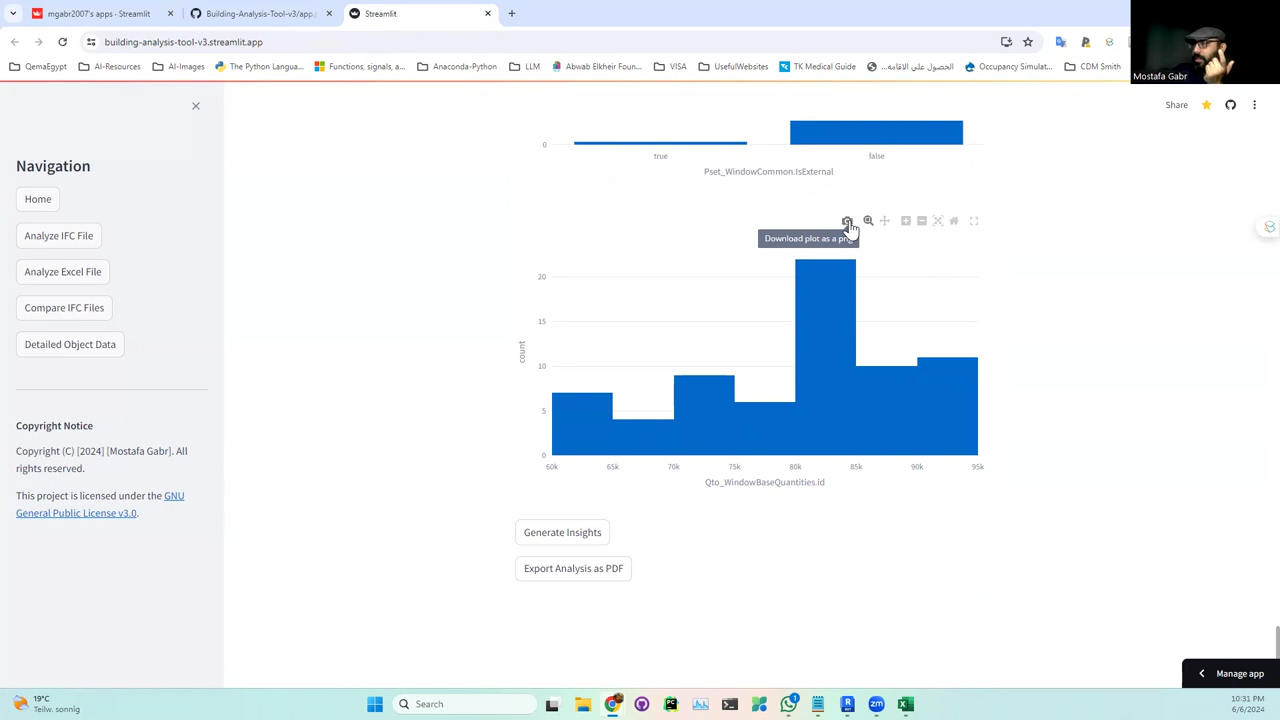 mgabr2007's apps · Streamlit
Building-Analysis-Tool-v3/app.p
Streamlit
building-analysis-tool-v3.streamlit.app
QemaEgypt
AI-Resources
AI-Images
The Python Langua...
Functions, signals, a...
Anaconda-Python
LLM
Abwab Elkheir Foun...
VISA
UsefulWebsites
TK Medical Guide
الحصول علي الاقامه...
Occupancy Simulat...
CDM Smith
Mostafa Gabr
Share
Navigation
Home
Analyze IFC File
Analyze Excel File
Compare IFC Files
Detailed Object Data
Copyright Notice
Copyright (C) [2024] [Mostafa Gabr]. All
rights reserved.
This project is licensed under the GNU
General Public License v3.0.
0
true
false
Pset_WindowCommon.IsExternal
Download plot as a png
20
15
10
5
0
count
60k
65k
70k
75k
80k
85k
90k
95k
Qto_WindowBaseQuantities.id
Generate Insights
Export Analysis as PDF
Manage app
19°C
Teilw. sonnig
Search
1
10:31 PM
6/6/2024